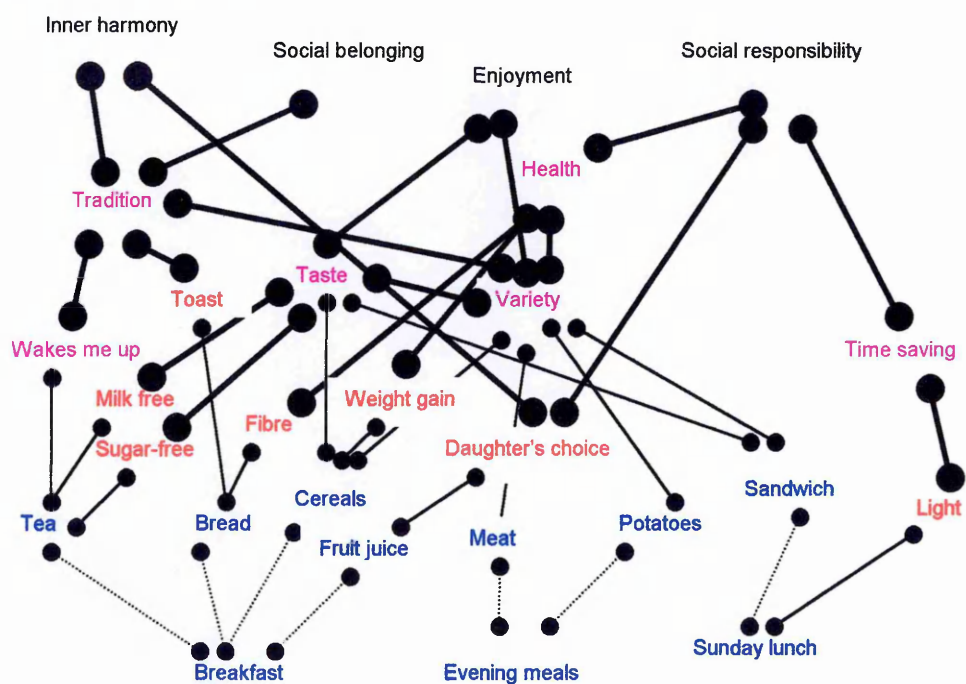 Inner harmony
Social belonging
Social responsibility
Enjoyment
Health
Tradition
Taste
Toast
Variety
Wakes me up
Time saving
Milk free
Weight gain
Fibre
Sugar-free
Daughter's choice
Cereals
Sandwich
Light
Tea
Bread
Potatoes
Meat
Fruit juice
Sunday lunch
Breakfast
Evening meals